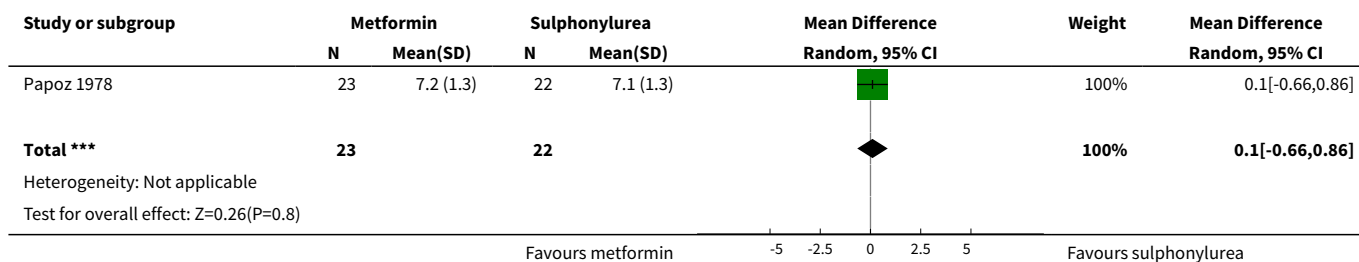 Study or subgroup Metformin Sulphonylurea Mean Difference Weight Mean Difference
N Mean(SD) N Mean(SD) Random, 95% CI Random, 95% CI
Papoz 1978 23 7.2 (1.3) 22 7.1 (1.3) 100% 0.1[-0.66,0.86]
Total *** 23 22 100% 0.1[-0.66,0.86]
Heterogeneity: Not applicable
Test for overall effect: Z=0.26(P=0.8)
Favours metformin -5 -2.5 0 2.5 5 Favours sulphonylurea